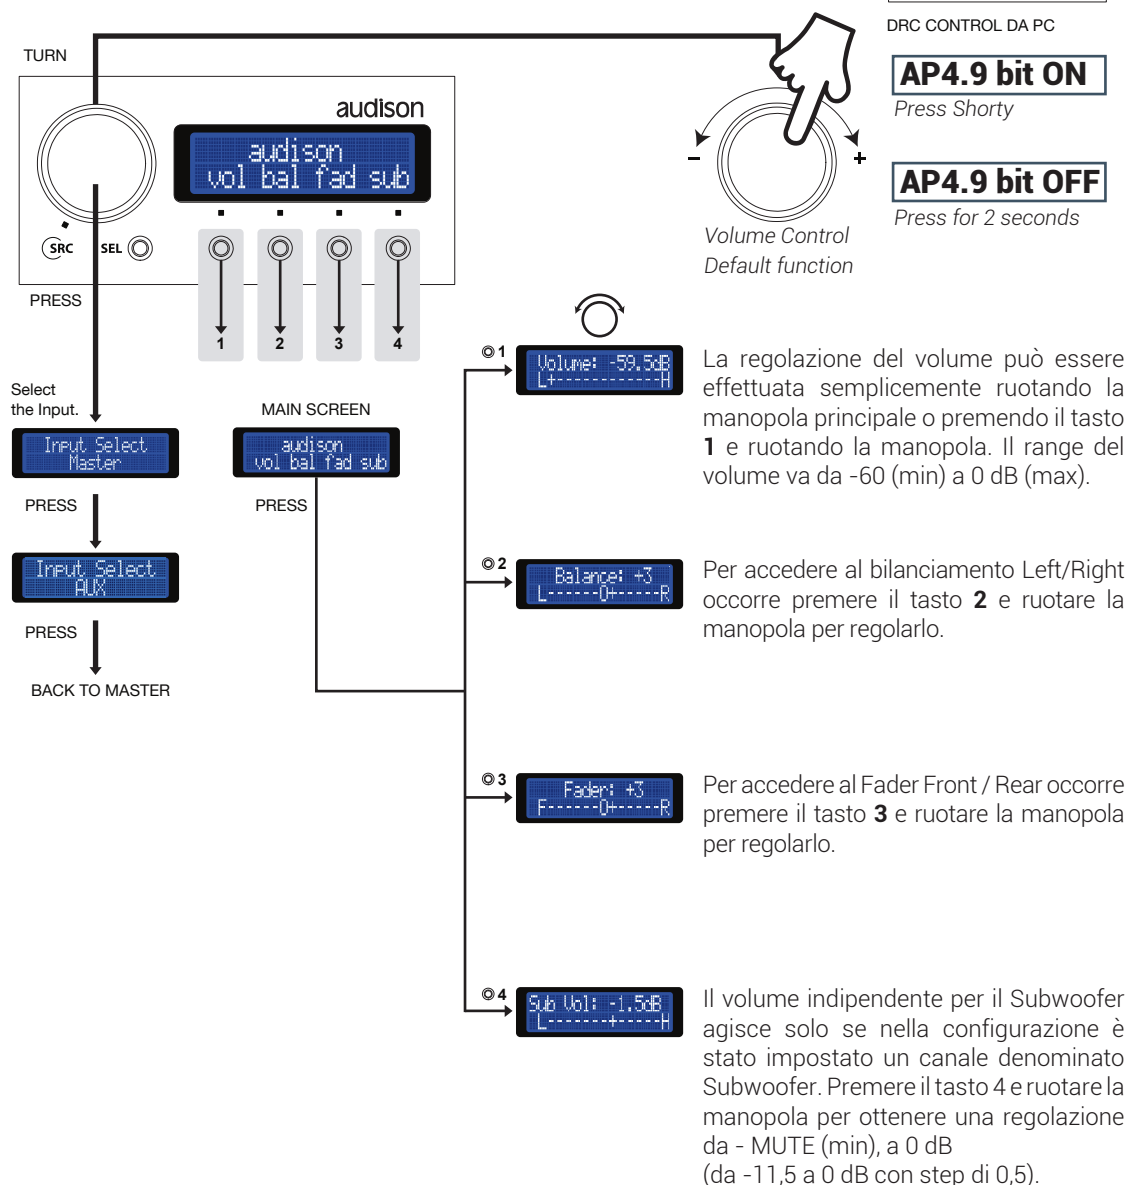 DRC CONTROL DA PC
TURN
AP4.9 bit ON
Press Shorty
audison
audison
vol bal fad sub
-
+
AP4.9 bit OFF
Press for 2 seconds
SRC
SEL
Volume Control
Default function
PRESS
1
2
3
4
Select
the Input.
Input Select
Master
PRESS
Input Select
AUX
PRESS
BACK TO MASTER
MAIN SCREEN
audison
vol bal fad sub
PRESS
1
Volume: -59.5dB
L+------------H
La regolazione del volume può essere
effettuata semplicemente ruotando la
manopola principale o premendo il tasto
1 e ruotando la manopola. Il range del
volume va da -60 (min) a 0 dB (max).
2
Balance: +3
L------0+-----R
Per accedere al bilanciamento Left/Right
occorre premere il tasto 2 e ruotare la
manopola per regolarlo.
3
Fader: +3
F------0+-----R
Per accedere al Fader Front / Rear occorre
premere il tasto 3 e ruotare la manopola
per regolarlo.
4
Sub Vol: -1.5dB
L-------+-----H
Il volume indipendente per il Subwoofer
agisce solo se nella configurazione è
stato impostato un canale denominato
Subwoofer. Premere il tasto 4 e ruotare la
manopola per ottenere una regolazione
da - MUTE (min), a 0 dB
(da -11,5 a 0 dB con step di 0,5).